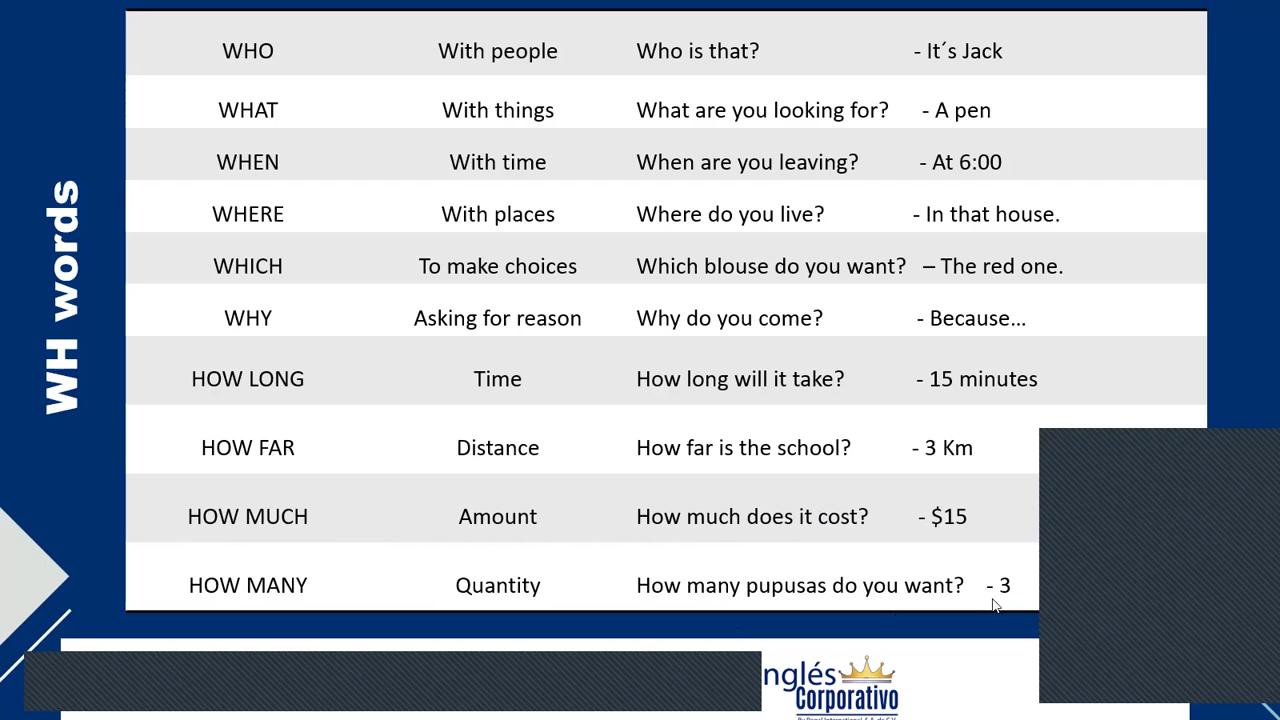 WH words
WHO With people Who is that? - It´s Jack
WHAT With things What are you looking for? - A pen
WHEN With time When are you leaving? - At 6:00
WHERE With places Where do you live? - In that house.
WHICH To make choices Which blouse do you want? – The red one.
WHY Asking for reason Why do you come? - Because...
HOW LONG Time How long will it take? - 15 minutes
HOW FAR Distance How far is the school? - 3 Km
HOW MUCH Amount How much does it cost? - $15
HOW MANY Quantity How many pupusas do you want? - 3
nglés
Corporativo